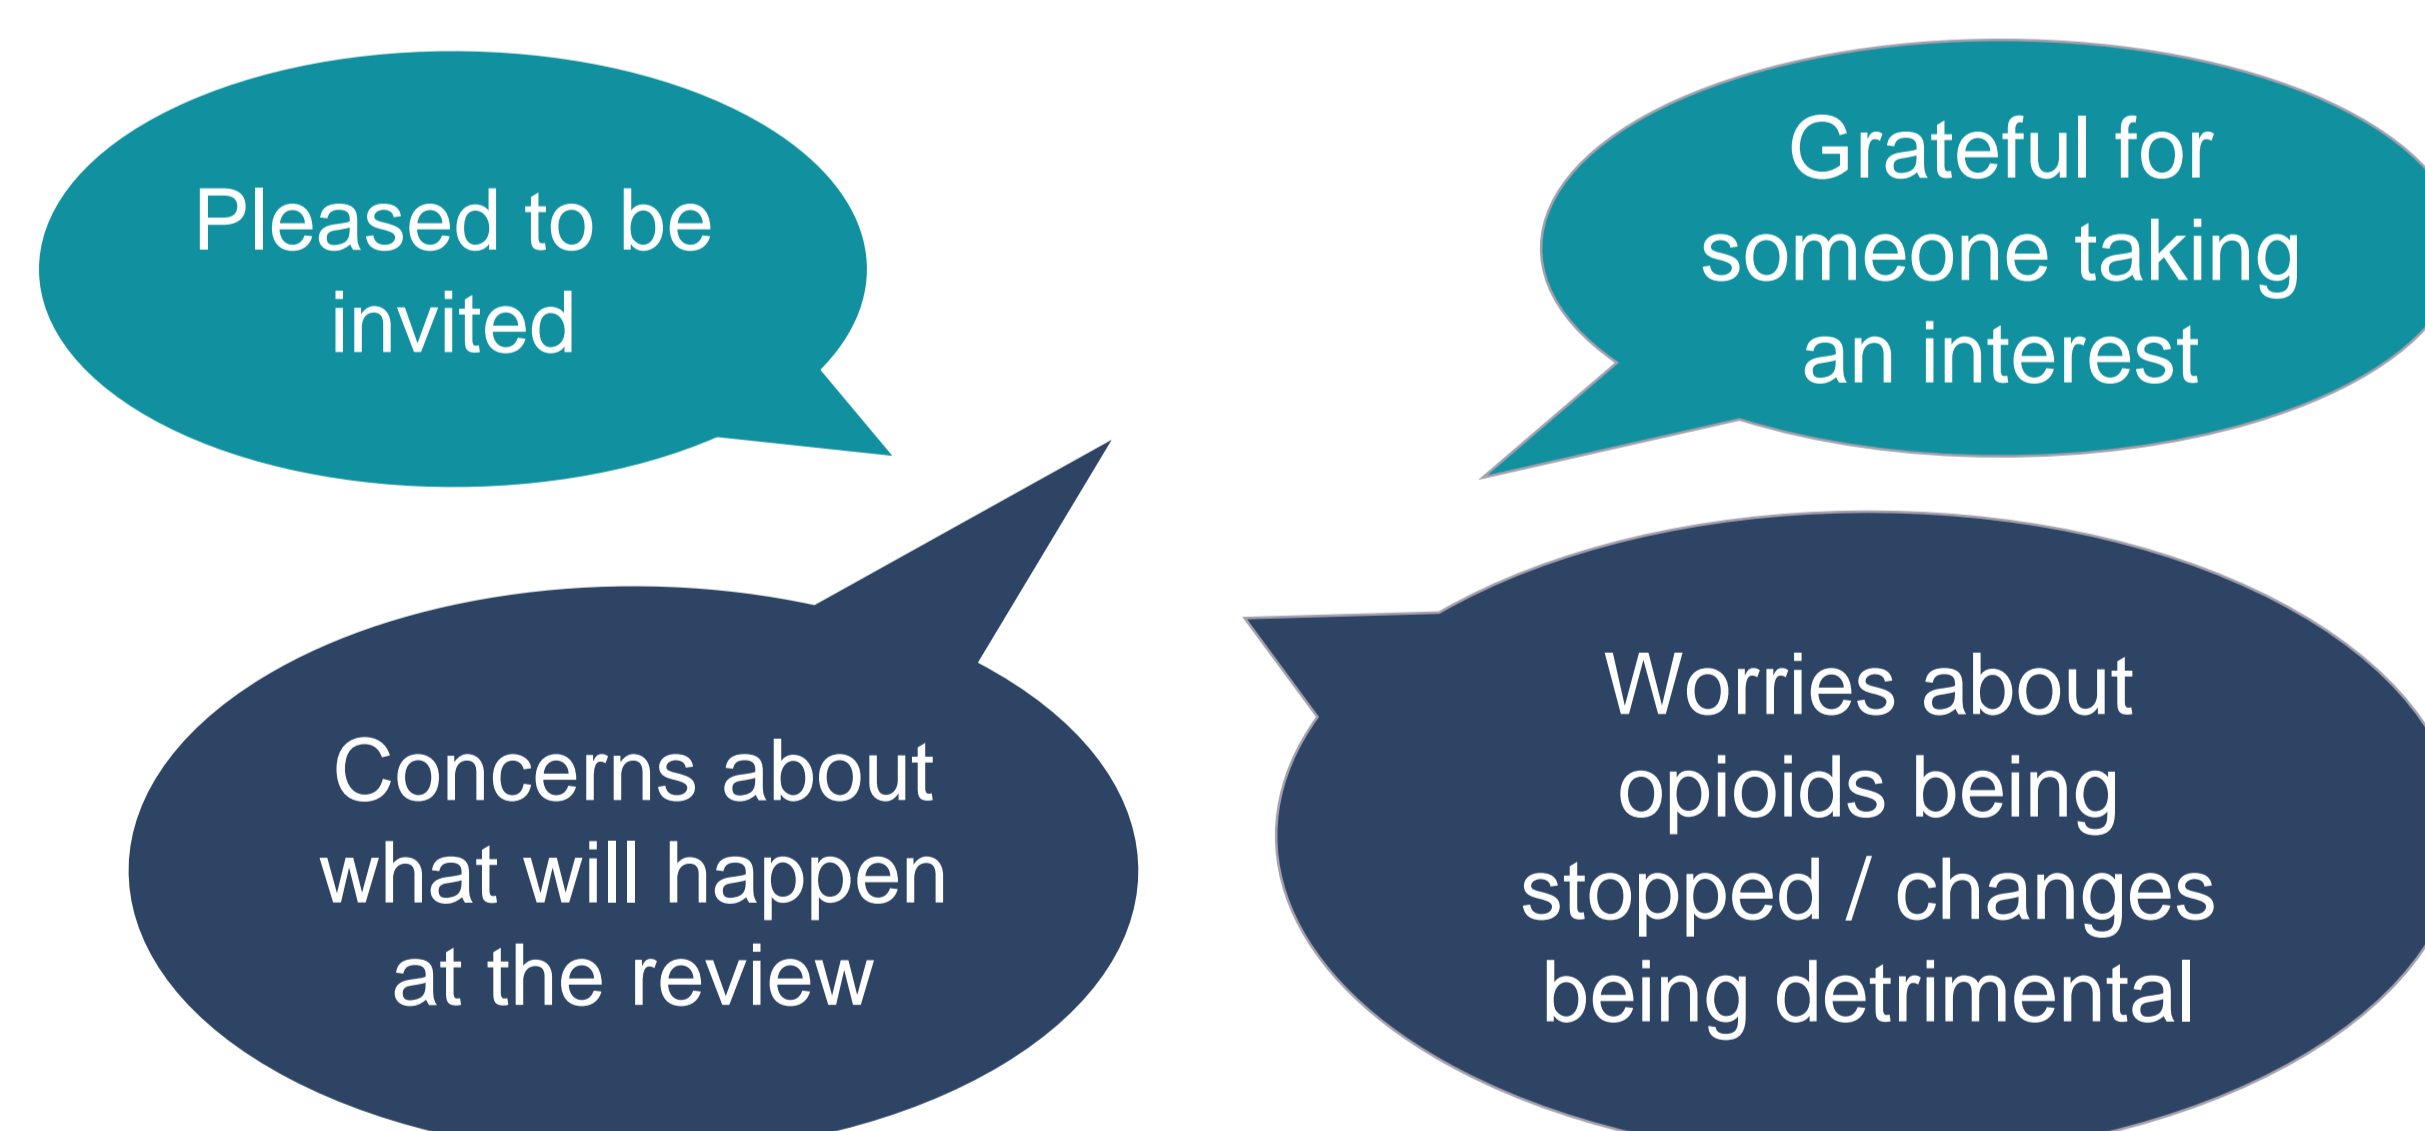 Pleased to be
invited
Grateful for
someone taking
an interest
Concerns about
what will happen
at the review
Worries about
opioids being
stopped / changes
being detrimental